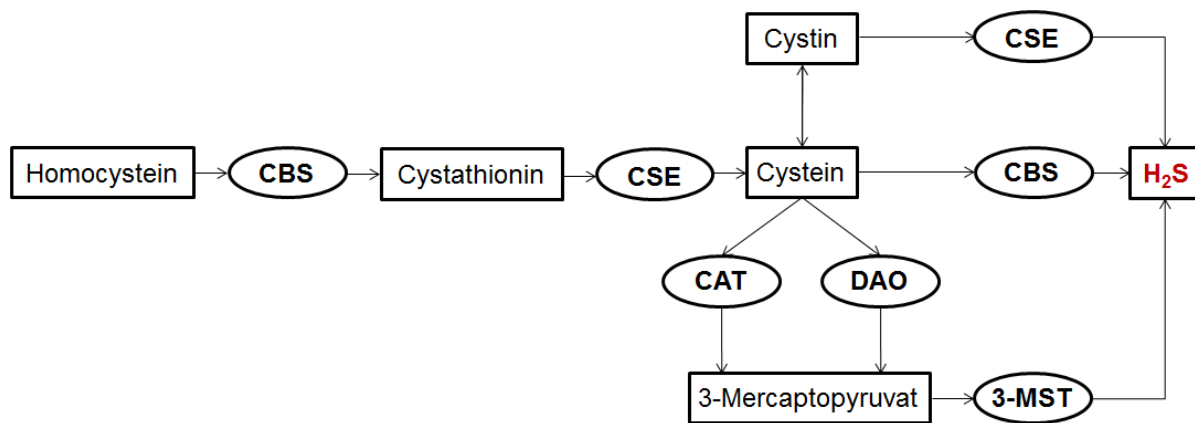 Cystin
CSE
Homocystein
CBS
Cystathionin
CSE
Cystein
CBS
H₂S
CAT
DAO
3-Mercaptopyruvat
3-MST